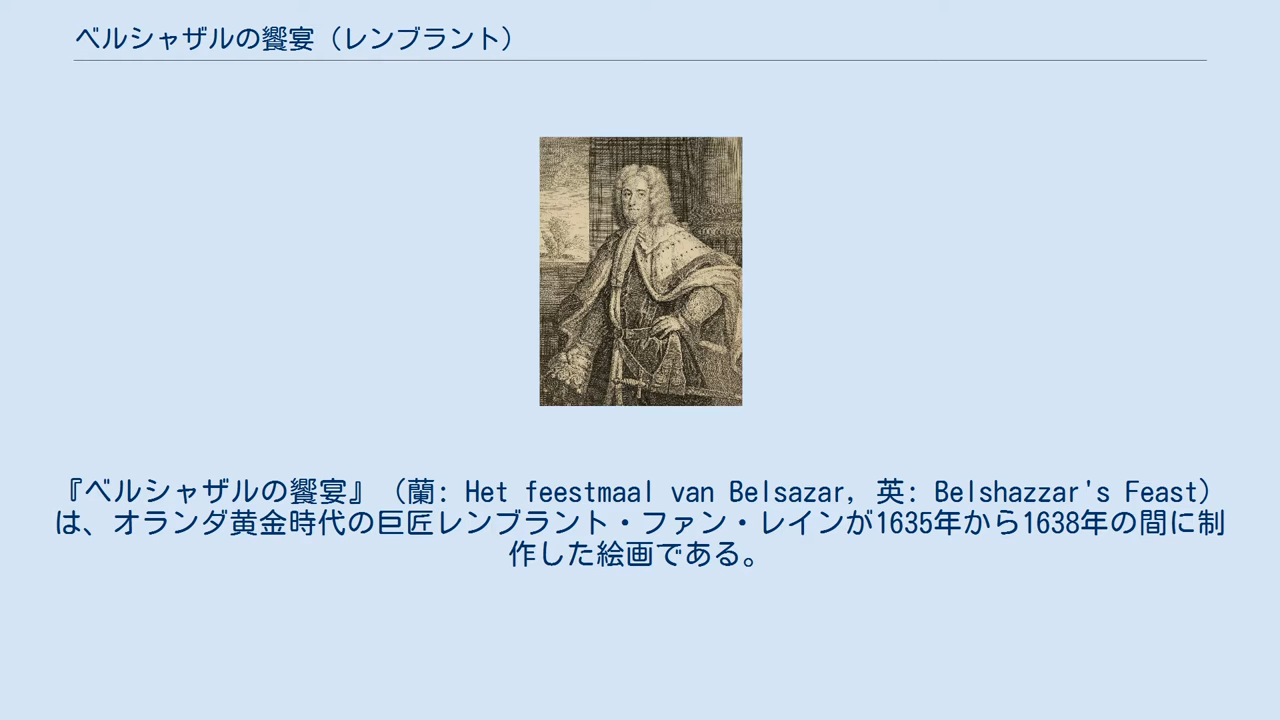 ベルシャザルの饗宴（レンブラント）
『ベルシャザルの饗宴』（蘭: Het feestmaal van Belsazar, 英: Belshazzar's Feast）
は、オランダ黄金時代の巨匠レンブラント・ファン・レインが1635年から1638年の間に制
作した絵画である。